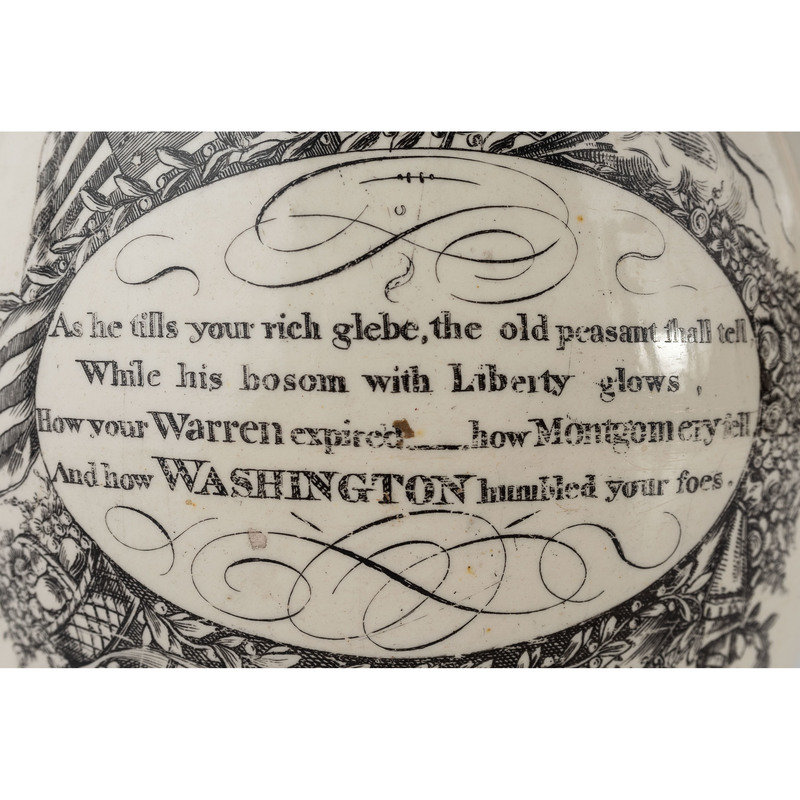 As he tills your rich glebe, the old peasant ſhall tell
While his bosom with Liberty glows,
How your Warren expired___how Montgomery fell
And how WASHINGTON humbled your foes.